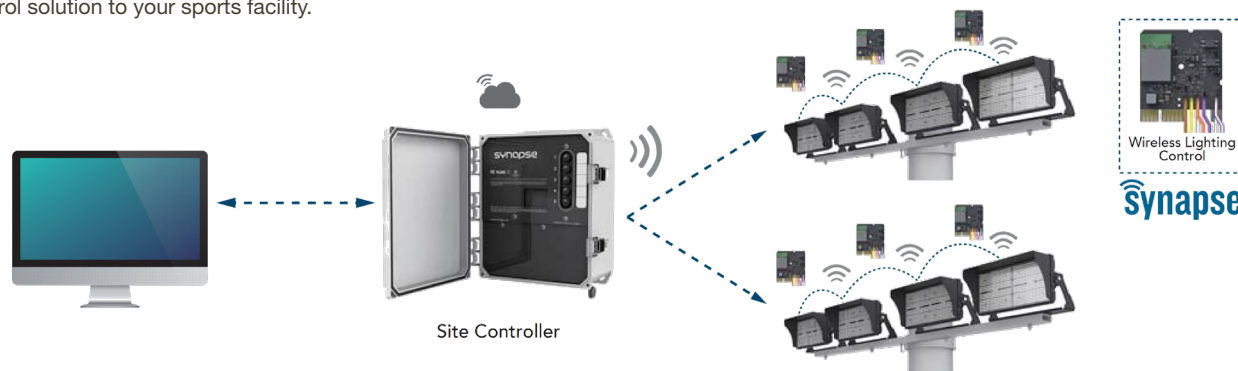 rol solution to your sports facility.
synapse
Site Controller
Wireless Lighting
Control
synapse